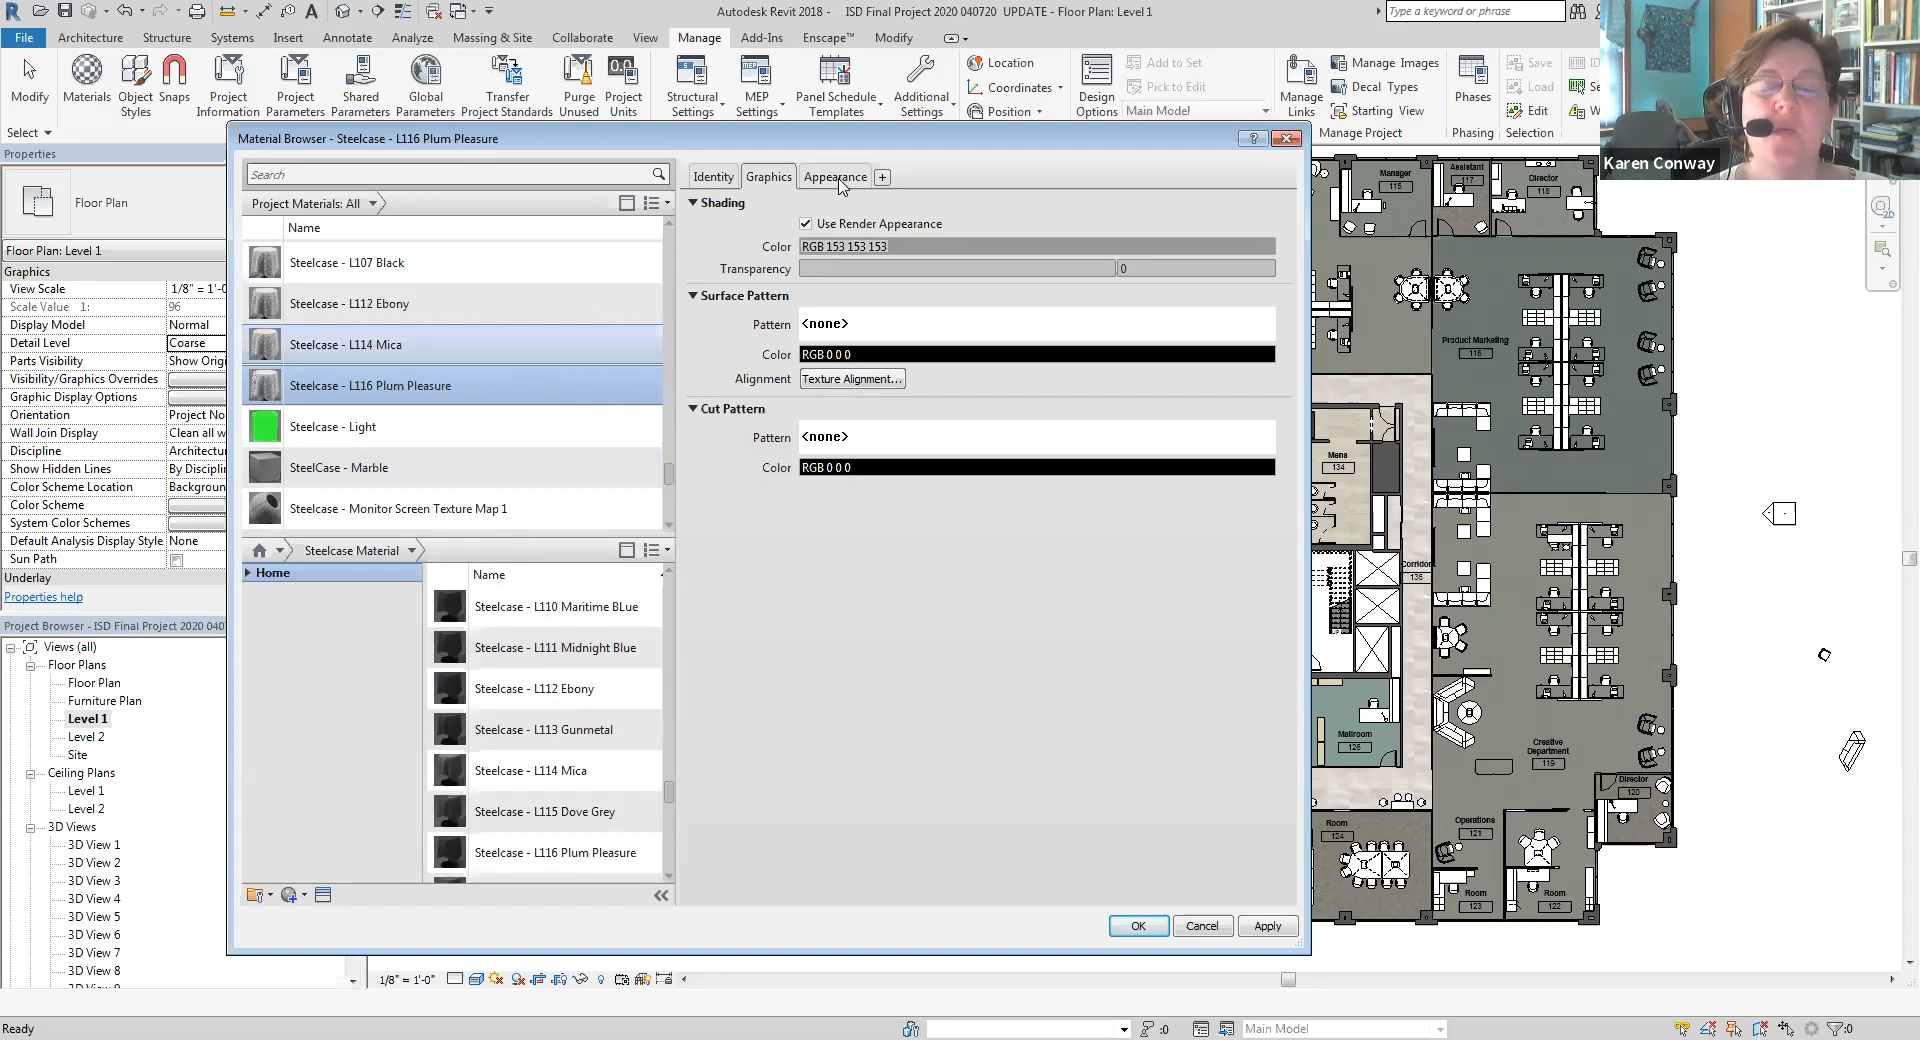 Autodesk Revit 2018 - ISD Final Project 2020 040720 UPDATE - Floor Plan: Level 1
Type a keyword or phrase
File Architecture Structure Systems Insert Annotate Analyze Massing & Site Collaborate View Manage Add-Ins Enscape™ Modify
Modify
Materials
Object Styles
Snaps
Project Information
Project Parameters
Shared Parameters
Global Parameters
Transfer Project Standards
Purge Unused
Project Units
Structural Settings
MEP Settings
Panel Schedule Templates
Additional Settings
Location
Coordinates
Position
Design Options
Add to Set
Pick to Edit
Main Model
Manage Links
Manage Images
Decal Types
Starting View
Phases
Save
Load
Edit
Select
Manage Project
Phasing
Selection
Karen Conway
Properties
Floor Plan
Floor Plan: Level 1
Graphics
View Scale 1/8" = 1'-0
Scale Value 1: 96
Display Model Normal
Detail Level Coarse
Parts Visibility Show Origi
Visibility/Graphics Overrides
Graphic Display Options
Orientation Project No
Wall Join Display Clean all w
Discipline Architectu
Show Hidden Lines By Disciplin
Color Scheme Location Backgroun
Color Scheme
System Color Schemes
Default Analysis Display Style None
Sun Path
Underlay
Properties help
Project Browser - ISD Final Project 2020 0407
Views (all)
Floor Plans
Floor Plan
Furniture Plan
Level 1
Level 2
Site
Ceiling Plans
Level 1
Level 2
3D Views
3D View 1
3D View 2
3D View 3
3D View 4
3D View 5
3D View 6
3D View 7
3D View 8
Material Browser - Steelcase - L116 Plum Pleasure
Search
Project Materials: All
Name
Steelcase - L107 Black
Steelcase - L112 Ebony
Steelcase - L114 Mica
Steelcase - L116 Plum Pleasure
Steelcase - Light
SteelCase - Marble
Steelcase - Monitor Screen Texture Map 1
Steelcase Material
Home
Name
Steelcase - L110 Maritime BLue
Steelcase - L111 Midnight Blue
Steelcase - L112 Ebony
Steelcase - L113 Gunmetal
Steelcase - L114 Mica
Steelcase - L115 Dove Grey
Steelcase - L116 Plum Pleasure
Identity Graphics Appearance
Shading
Use Render Appearance
Color RGB 153 153 153
Transparency 0
Surface Pattern
Pattern <none>
Color RGB 0 0 0
Alignment Texture Alignment...
Cut Pattern
Pattern <none>
Color RGB 0 0 0
OK Cancel Apply
Manager
115
Assistant
117
Director
118
Product Marketing
116
Mens
134
Corridor
135
Mailroom
126
Creative
Department
119
Director
120
Room
124
Operations
121
Room
123
Room
122
1/8" = 1'-0"
Ready
:0
Main Model
:0